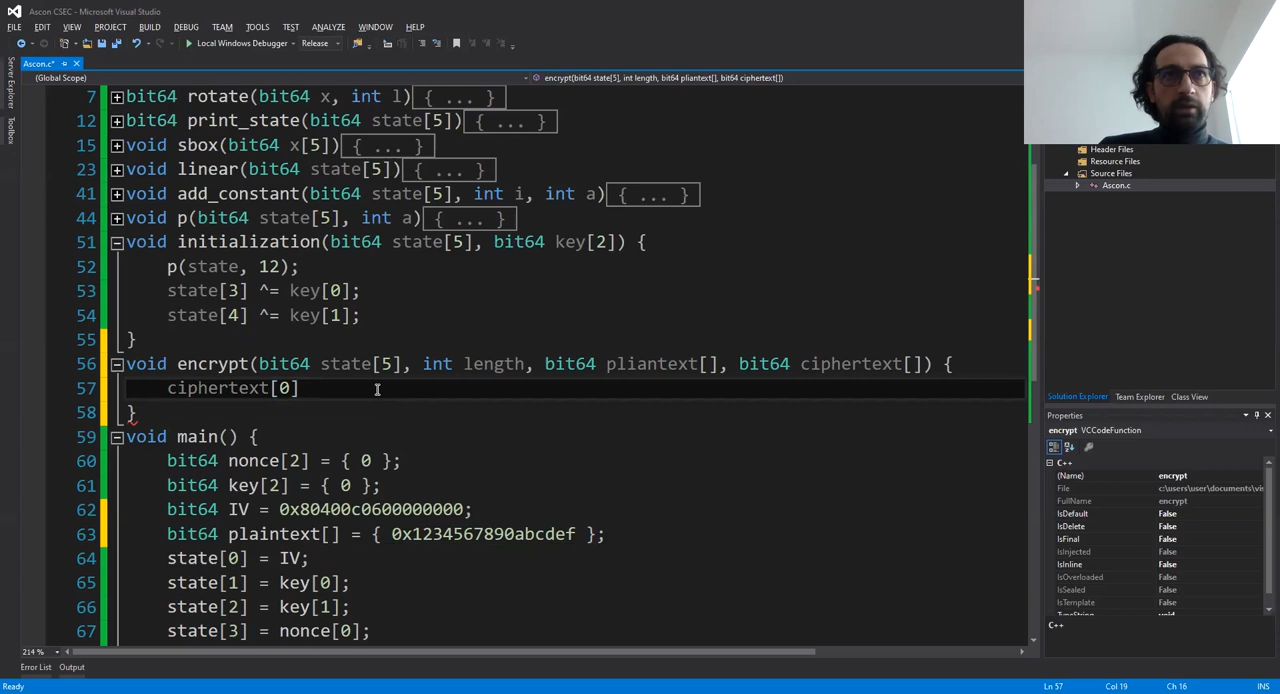 Ascon CSEC - Microsoft Visual Studio
FILE EDIT VIEW PROJECT BUILD DEBUG TEAM TOOLS TEST ANALYZE WINDOW HELP
Local Windows Debugger Release
Ascon.c*
(Global Scope) encrypt(bit64 state[5], int length, bit64 pliantext[], bit64 ciphertext[])
Server Explorer
Toolbox
7 bit64 rotate(bit64 x, int l){ ... }
12 bit64 print_state(bit64 state[5]){ ... }
15 void sbox(bit64 x[5]){ ... }
23 void linear(bit64 state[5]){ ... }
41 void add_constant(bit64 state[5], int i, int a){ ... }
44 void p(bit64 state[5], int a){ ... }
51 void initialization(bit64 state[5], bit64 key[2]) {
52 p(state, 12);
53 state[3] ^= key[0];
54 state[4] ^= key[1];
55 }
56 void encrypt(bit64 state[5], int length, bit64 pliantext[], bit64 ciphertext[]) {
57 ciphertext[0]
58 }
59 void main() {
60 bit64 nonce[2] = { 0 };
61 bit64 key[2] = { 0 };
62 bit64 IV = 0x80400c0600000000;
63 bit64 plaintext[] = { 0x1234567890abcdef };
64 state[0] = IV;
65 state[1] = key[0];
66 state[2] = key[1];
67 state[3] = nonce[0];
214 %
Header Files
Resource Files
Source Files
Ascon.c
Solution Explorer Team Explorer Class View
Properties
encrypt VCCodeFunction
C++
(Name) encrypt
File c:\users\user\documents\vis
FullName encrypt
IsDefault False
IsDelete False
IsFinal False
IsInjected False
IsInline False
IsOverloaded False
IsSealed False
IsTemplate False
TypeString void
C++
Error List Output
Ready Ln 57 Col 19 Ch 16 INS